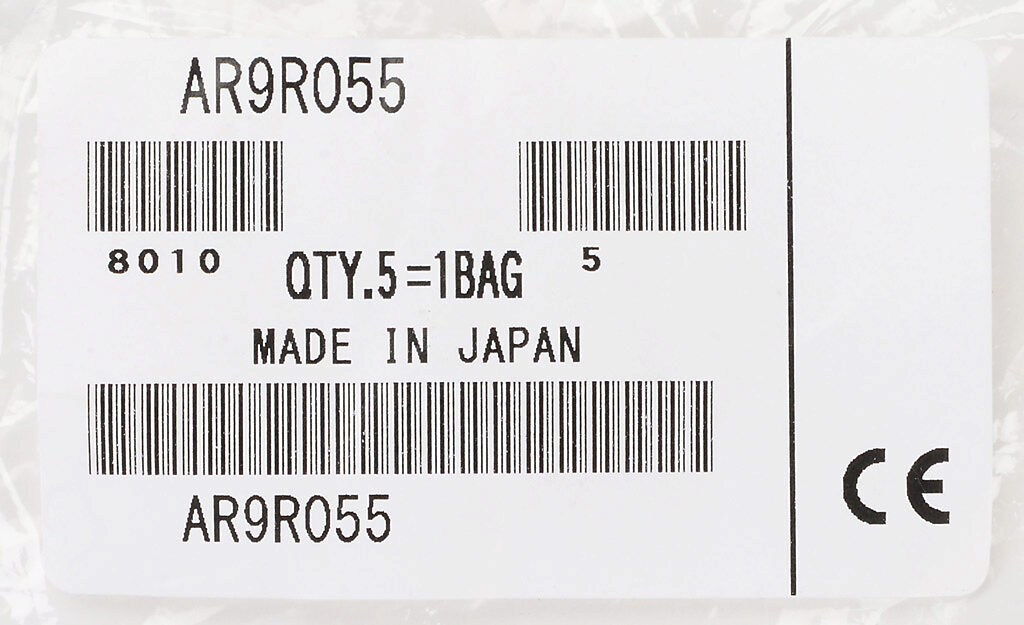 AR9R055
8010
5
QTY.5=1BAG
MADE IN JAPAN
AR9R055
CE